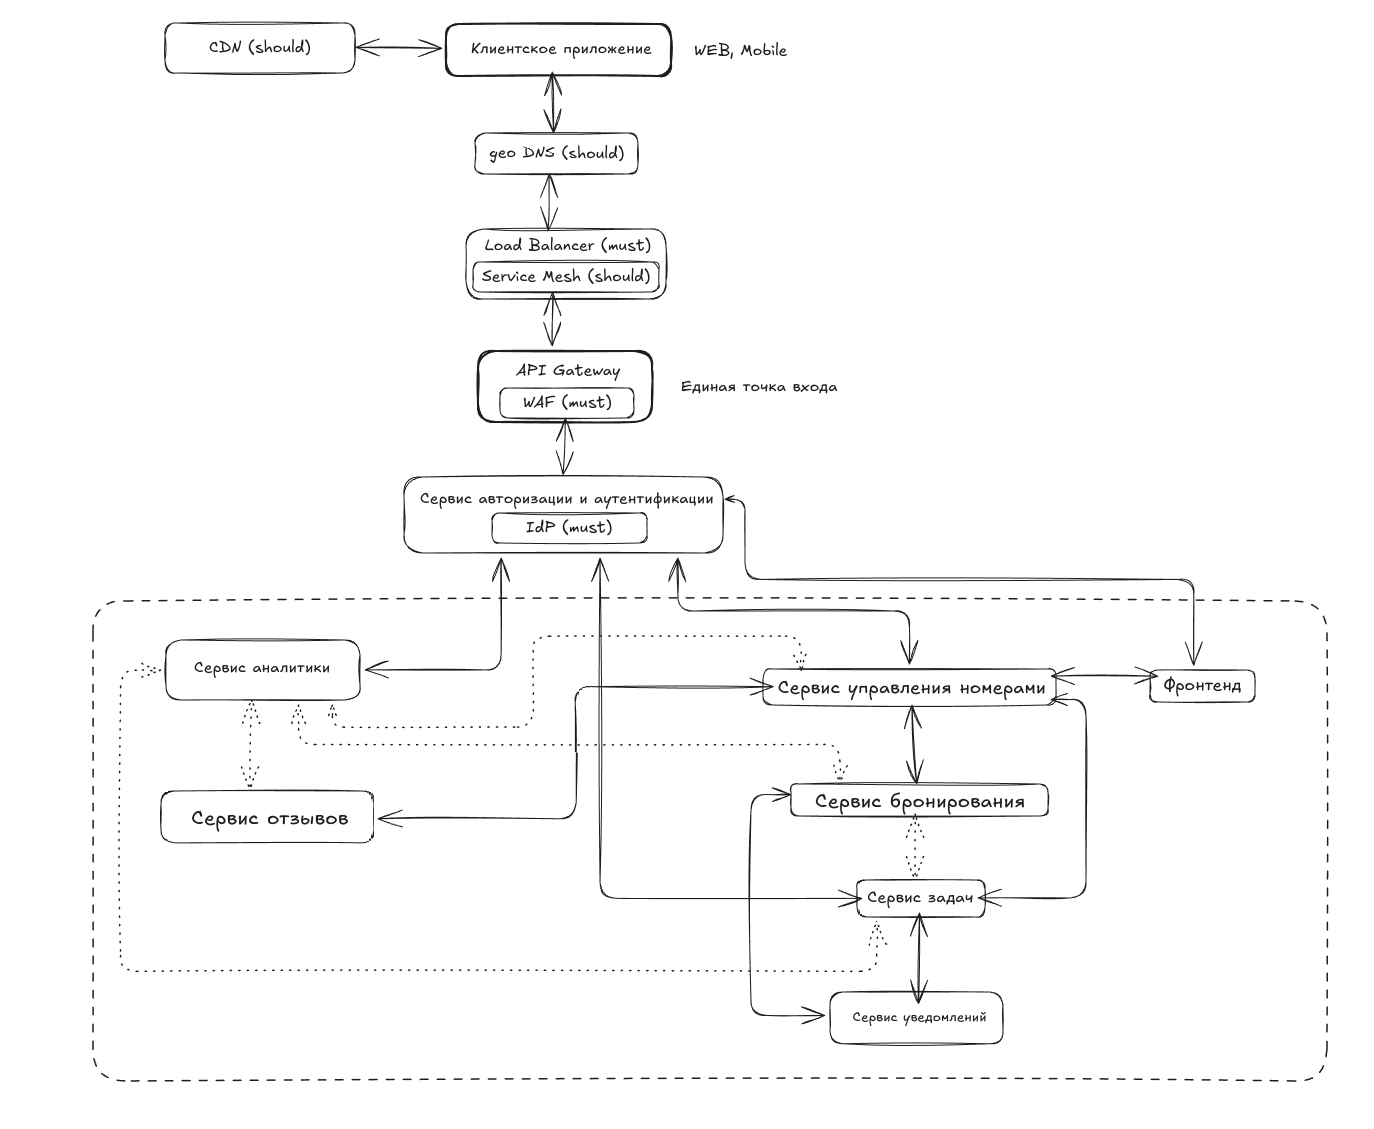 CDN (should)
Клиентское приложение
WEB, Mobile
geo DNS (should)
Load Balancer (must)
Service Mesh (should)
API Gateway
WAF (must)
Единая точка входа
Сервис авторизации и аутентификации
IdP (must)
Сервис аналитики
Сервис управления номерами
Фронтенд
Сервис отзывов
Сервис бронирования
Сервис задач
Сервис уведомлений